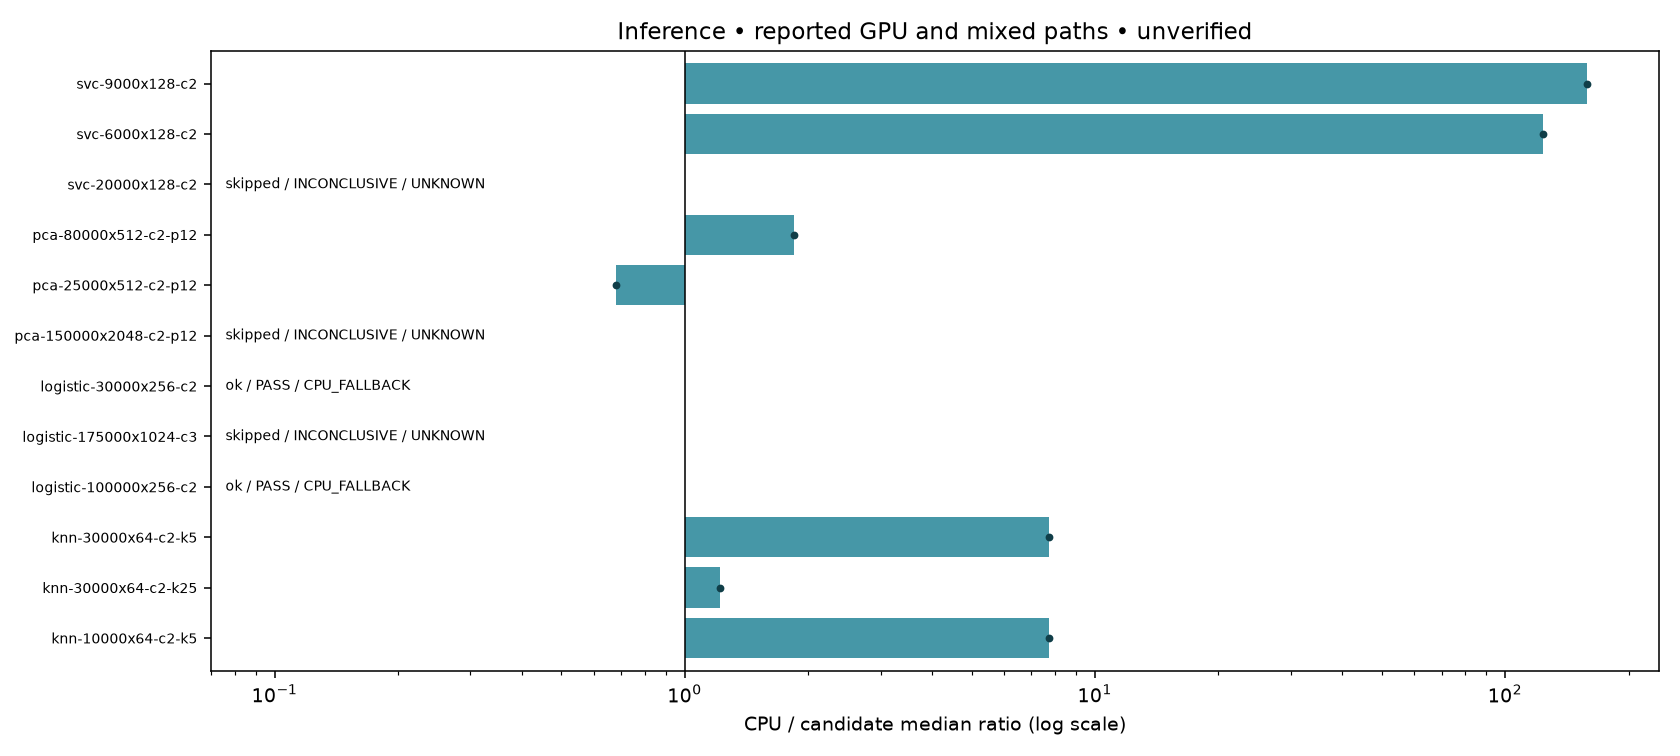 Inference • reported GPU and mixed paths • unverified
svc-9000x128-c2
svc-6000x128-c2
svc-20000x128-c2 skipped / INCONCLUSIVE / UNKNOWN
pca-80000x512-c2-p12
pca-25000x512-c2-p12
pca-150000x2048-c2-p12 skipped / INCONCLUSIVE / UNKNOWN
logistic-30000x256-c2 ok / PASS / CPU_FALLBACK
logistic-175000x1024-c3 skipped / INCONCLUSIVE / UNKNOWN
logistic-100000x256-c2 ok / PASS / CPU_FALLBACK
knn-30000x64-c2-k5
knn-30000x64-c2-k25
knn-10000x64-c2-k5
10⁻¹ 10⁰ 10¹ 10²
CPU / candidate median ratio (log scale)